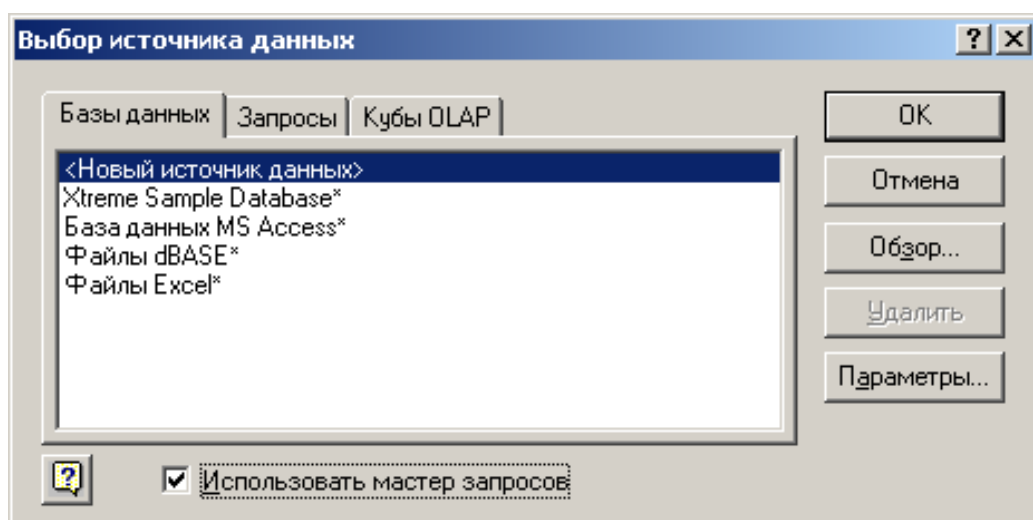 Выбор источника данных
Базы данных Запросы Кубы OLAP
<Новый источник данных>
Xtreme Sample Database*
База данных MS Access*
Файлы dBASE*
Файлы Excel*
OK
Отмена
Обзор...
Удалить
Параметры...
Использовать мастер запросов